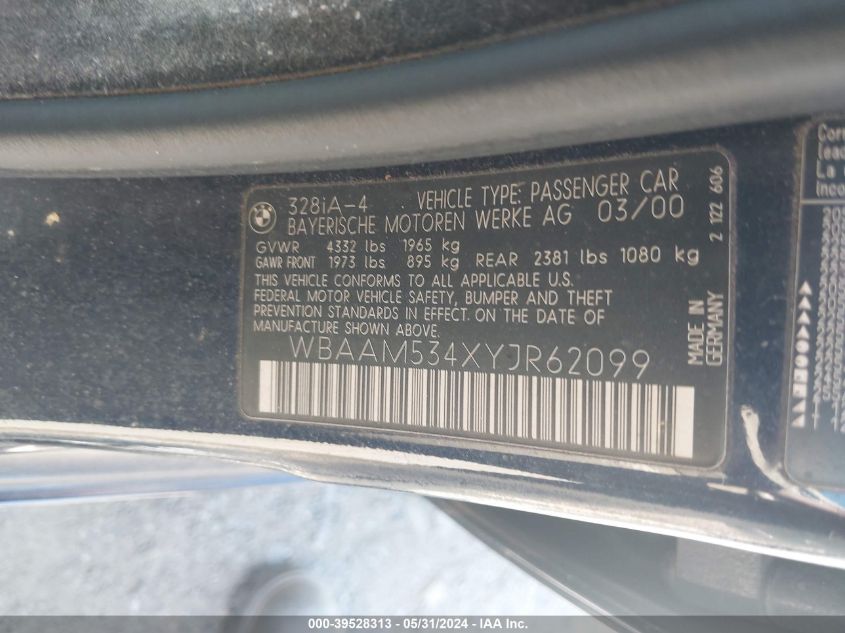 328iA-4 VEHICLE TYPE: PASSENGER CAR
BAYERISCHE MOTOREN WERKE AG 03/00
GVWR 4332 lbs 1965 kg
GAWR FRONT 1973 lbs 895 kg REAR 2381 lbs 1080 kg
THIS VEHICLE CONFORMS TO ALL APPLICABLE U.S.
FEDERAL MOTOR VEHICLE SAFETY, BUMPER AND THEFT
PREVENTION STANDARDS IN EFFECT. ON THE DATE OF
MANUFACTURE SHOWN ABOVE.
WBAAM534XYJR62099
MADE IN
GERMANY
2 122 606
La
000-39528313 - 05/31/2024 - IAA Holdings, LLC.